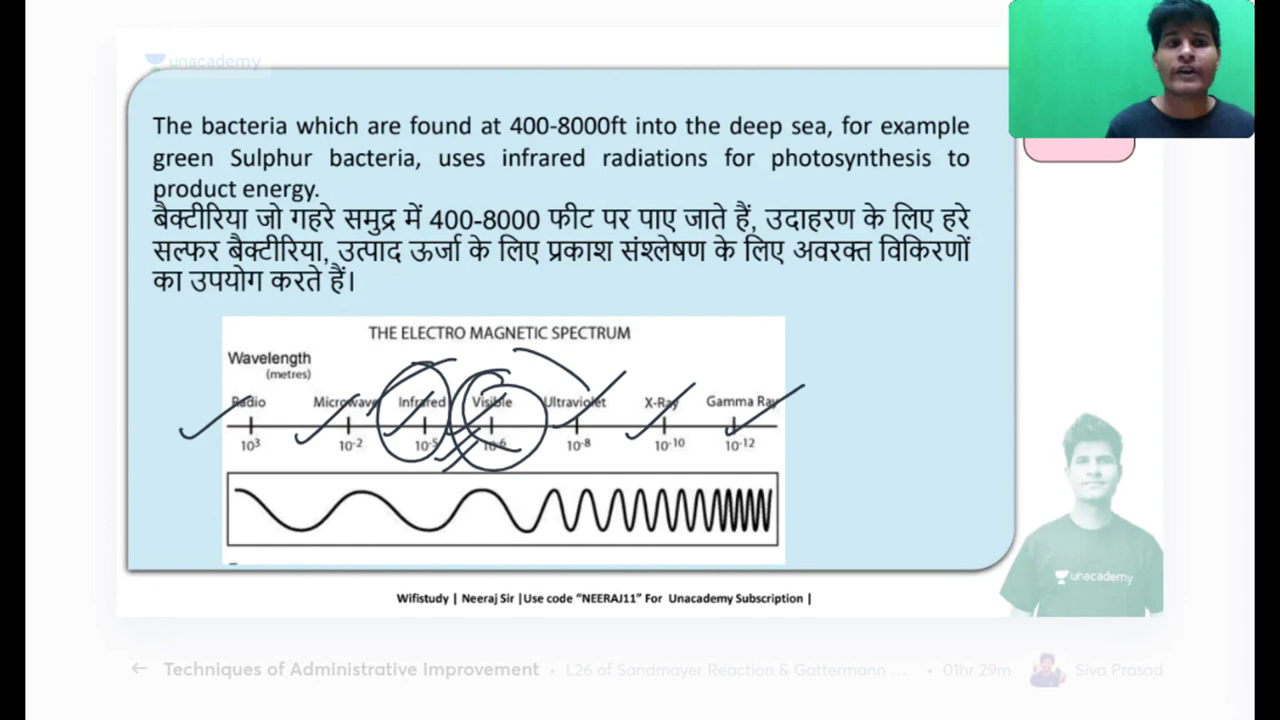 unacademy
The bacteria which are found at 400-8000ft into the deep sea, for example
green Sulphur bacteria, uses infrared radiations for photosynthesis to
product energy.
बैक्टीरिया जो गहरे समुद्र में 400-8000 फीट पर पाए जाते हैं, उदाहरण के लिए हरे
सल्फर बैक्टीरिया, उत्पाद ऊर्जा के लिए प्रकाश संश्लेषण के लिए अवरक्त विकिरणों
का उपयोग करते हैं।
THE ELECTRO MAGNETIC SPECTRUM
Wavelength
(metres)
Radio Microwave Infrared Visible Ultraviolet X-Ray Gamma Ray
10³ 10⁻² 10⁻⁵ 10⁻⁶ 10⁻⁸ 10⁻¹⁰ 10⁻¹²
unacademy
Wifistudy | Neeraj Sir |Use code “NEERAJ11” For Unacademy Subscription |
← Techniques of Administrative Improvement • L26 of Sandmayer Reaction & Gattermann ... • 01hr 29m Siva Prasad